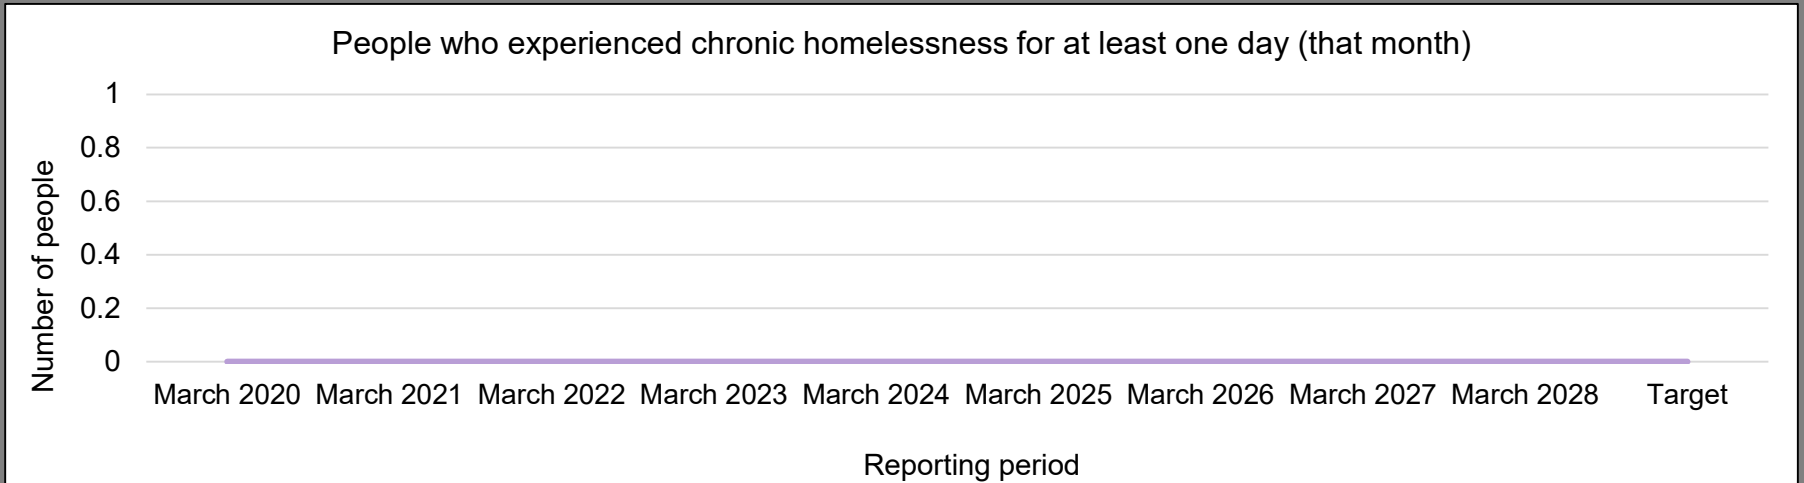 People who experienced chronic homelessness for at least one day (that month)
1
0.8
0.6
0.4
0.2
0
Number of people
March 2020 March 2021 March 2022 March 2023 March 2024 March 2025 March 2026 March 2027 March 2028 Target
Reporting period